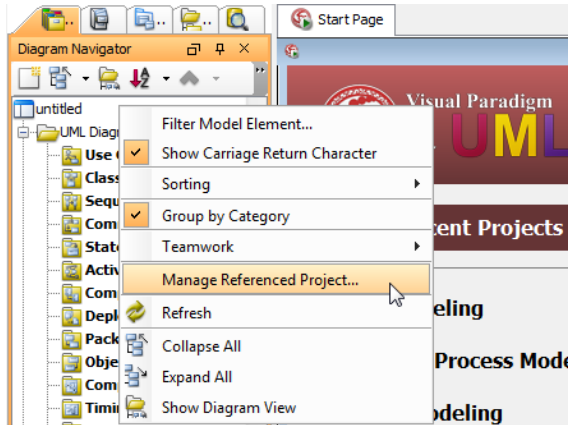 Start Page
Diagram Navigator
untitled
UML Diagr
Use
Class
Sequ
Com
State
Activ
Com
Depl
Pack
Obje
Com
Timi
Filter Model Element...
Show Carriage Return Character
Sorting
Group by Category
Teamwork
Manage Referenced Project...
Refresh
Collapse All
Expand All
Show Diagram View
Visual Paradigm
UML
cent Projects
eling
Process Mode
odeling